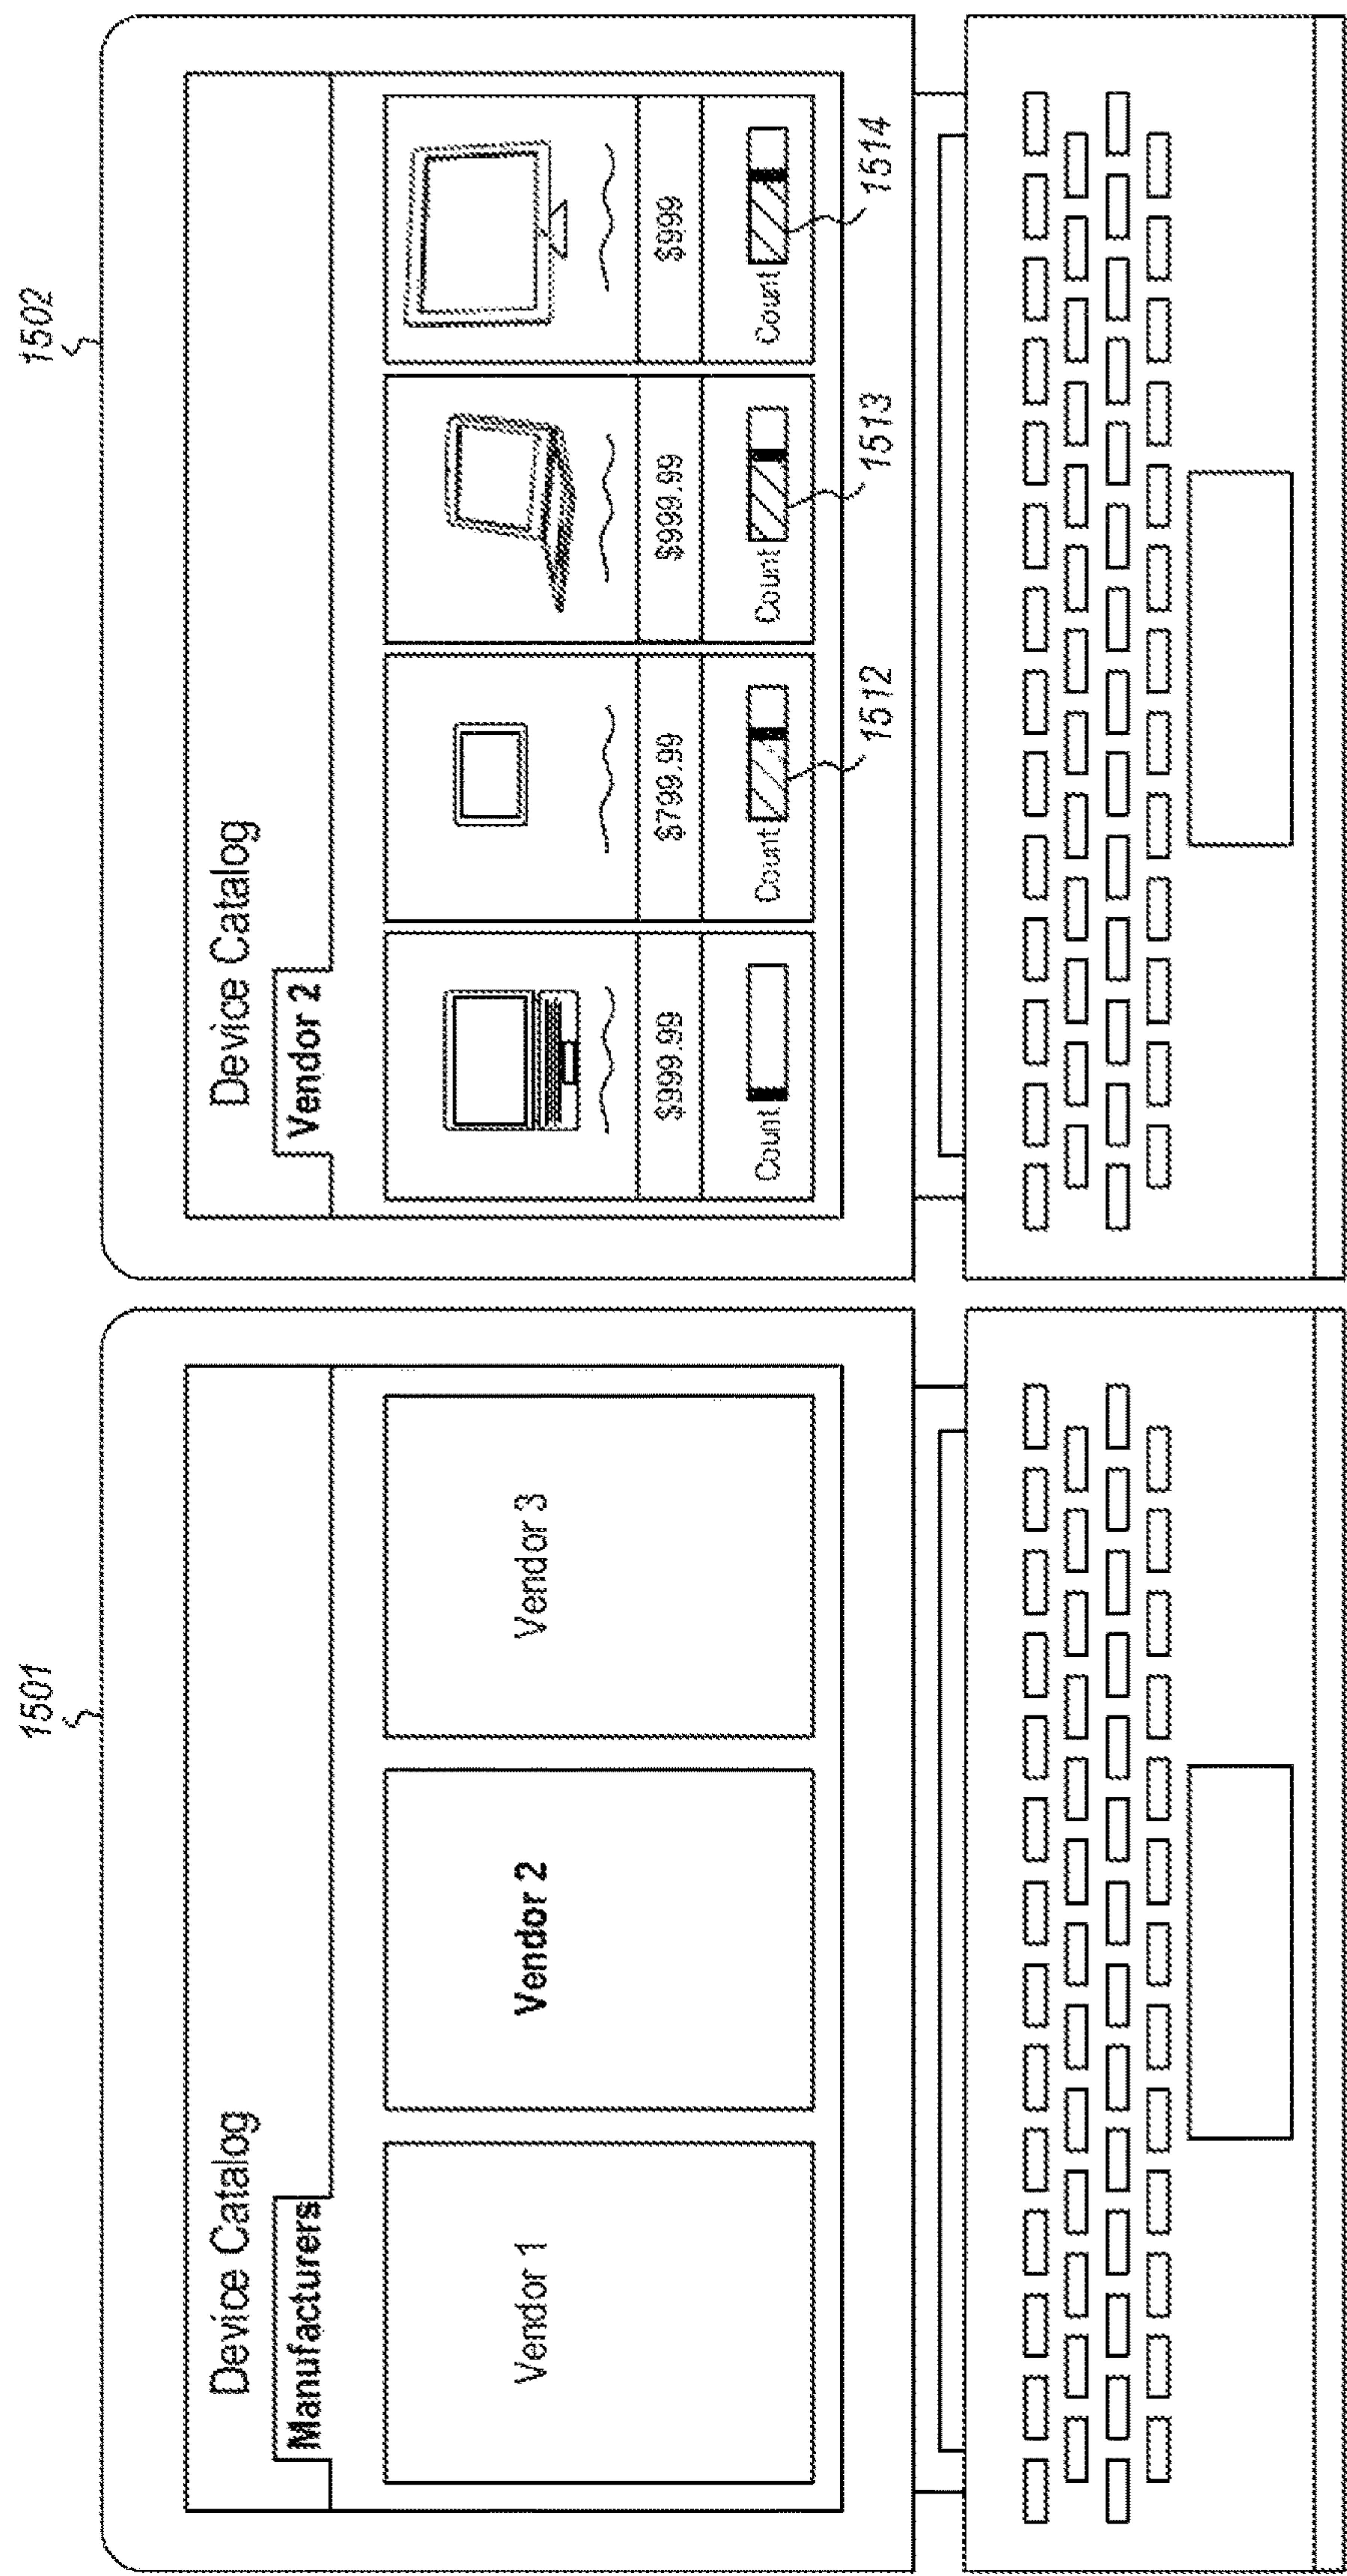 1501
Device Catalog
Manufacturers
Vendor 1
Vendor 2
Vendor 3
1502
Device Catalog
Vendor 2
$999.99
$799.99
$999.99
$999
Count
Count
Count
Count
1512
1513
1514